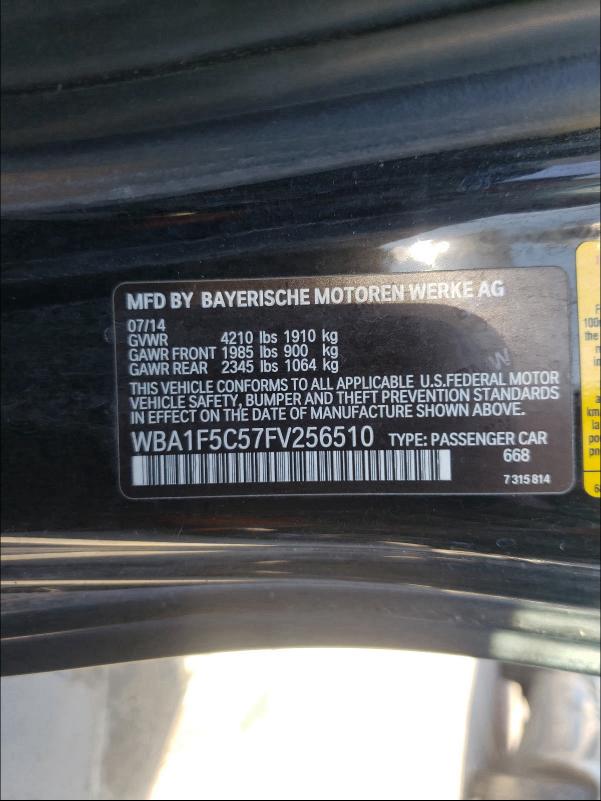 MFD BY BAYERISCHE MOTOREN WERKE AG
07/14
GVWR 4210 lbs 1910 kg
GAWR FRONT 1985 lbs 900 kg
GAWR REAR 2345 lbs 1064 kg
THIS VEHICLE CONFORMS TO ALL APPLICABLE U.S.FEDERAL MOTOR
VEHICLE SAFETY, BUMPER AND THEFT PREVENTION STANDARDS
IN EFFECT ON THE DATE OF MANUFACTURE SHOWN ABOVE
WBA1F5C57FV256510 TYPE: PASSENGER CAR
668
7 315 814